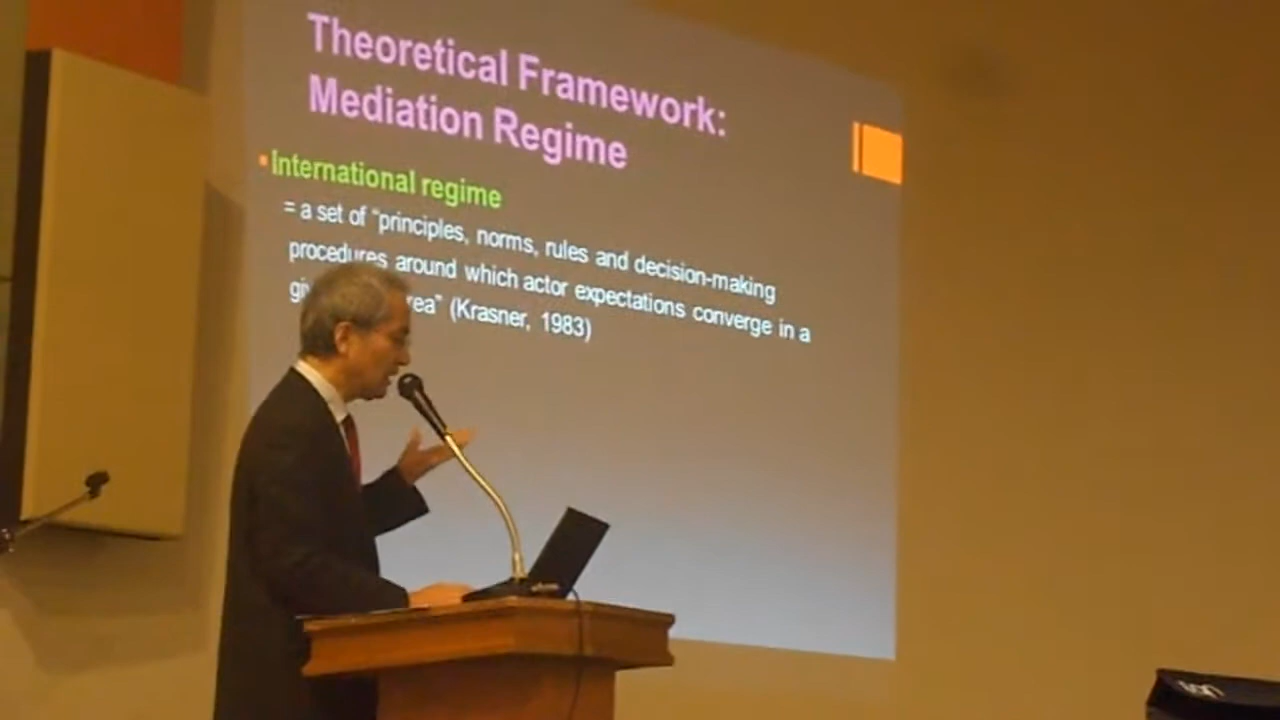 Theoretical Framework:
Mediation Regime
International regime
= a set of “principles, norms, rules and decision-making
procedures around which actor expectations converge in a
rea” (Krasner, 1983)